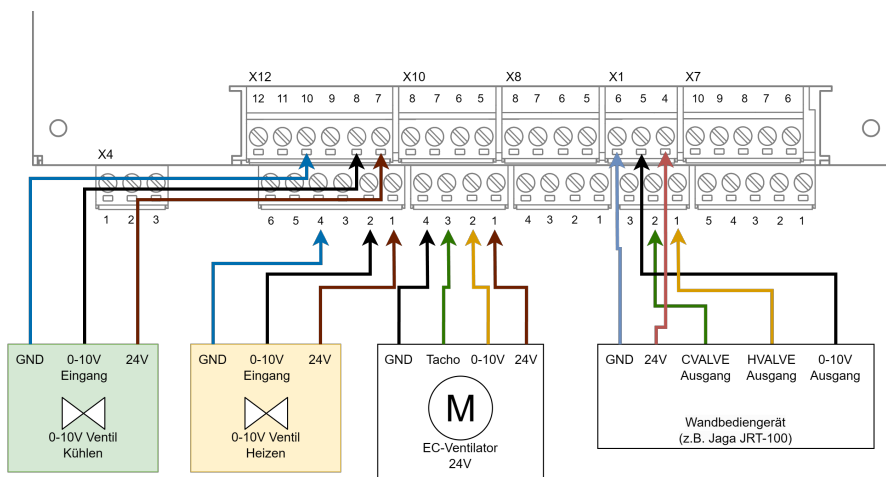 X12 X10 X8 X1 X7
12 11 10 9 8 7 8 7 6 5 8 7 6 5 6 5 4 10 9 8 7 6
X4
1 2 3 6 5 4 3 2 1 4 3 2 1 4 3 2 1 3 2 1 5 4 3 2 1
GND 0-10V 24V
Eingang
0-10V Ventil
Kühlen
GND 0-10V 24V
Eingang
0-10V Ventil
Heizen
GND Tacho 0-10V 24V
M
EC-Ventilator
24V
GND 24V CVALVE HVALVE 0-10V
Ausgang Ausgang Ausgang
Wandbediengerät
(z.B. Jaga JRT-100)